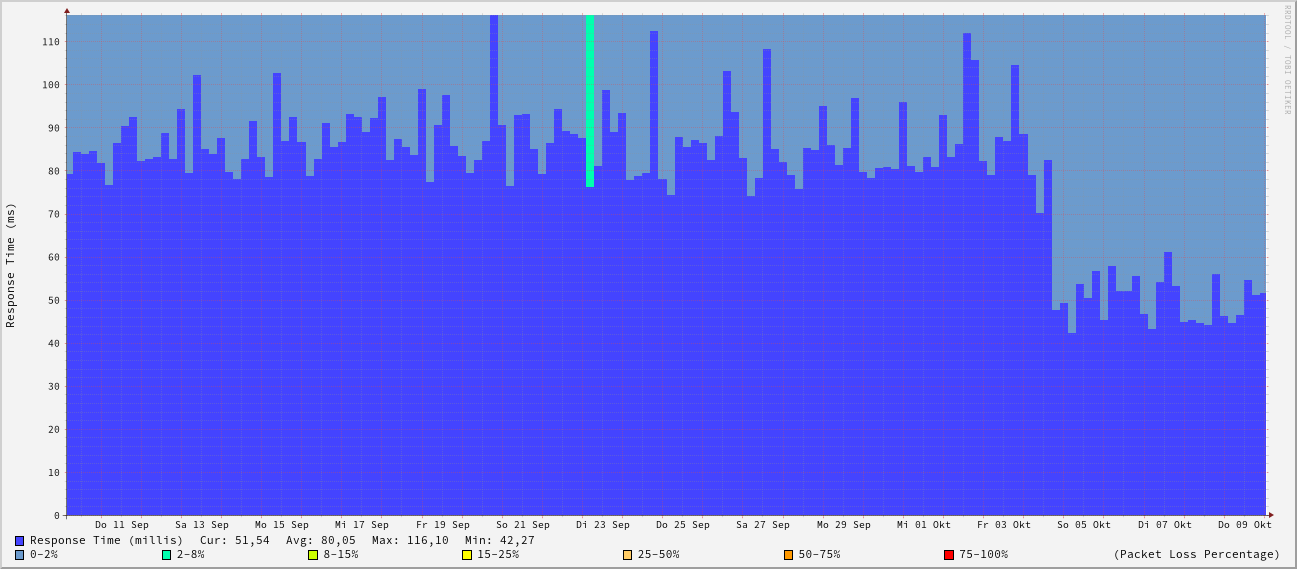 RRDTOOL / TOBI OETIKER
Response Time (ms)
110
100
90
80
70
60
50
40
30
20
10
0
Do 11 Sep Sa 13 Sep Mo 15 Sep Mi 17 Sep Fr 19 Sep So 21 Sep Di 23 Sep Do 25 Sep Sa 27 Sep Mo 29 Sep Mi 01 Okt Fr 03 Okt So 05 Okt Di 07 Okt Do 09 Okt
Response Time (millis) Cur: 51,54 Avg: 80,05 Max: 116,10 Min: 42,27
0-2% 2-8% 8-15% 15-25% 25-50% 50-75% 75-100% (Packet Loss Percentage)